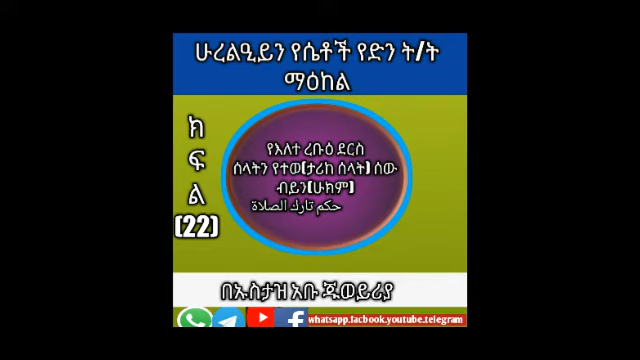 ሁረልዒይን የሴቶች የድን ት/ት
ማዕከል
ክ
ፍ
ል
(22)
የእለተ ረቡዕ ደርስ
ሰላትን የተወ(ታሪከ ሰላት) ሰው
ብይን(ሁክም)
حكم تارك الصلاة
በኡስታዝ አቡ ጁወይሪያ
whatsapp.facbook.youtube.telegram